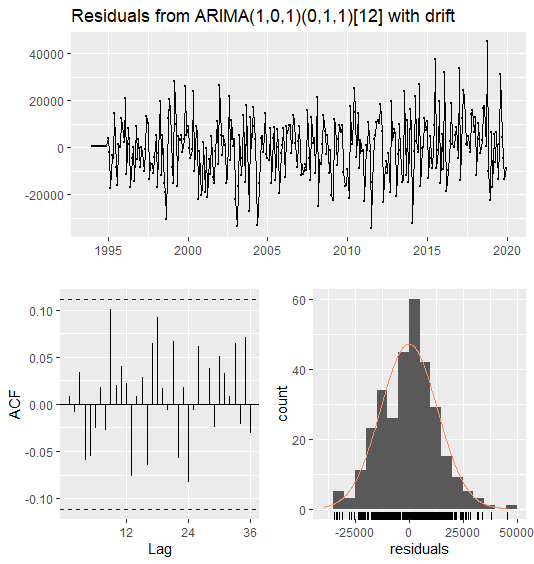 Residuals from ARIMA(1,0,1)(0,1,1)[12] with drift
40000
20000
0
-20000
1995 2000 2005 2010 2015 2020
0.10
0.05
0.00
-0.05
-0.10
ACF
12 24 36
Lag
60
40
20
0
count
-25000 0 25000 50000
residuals